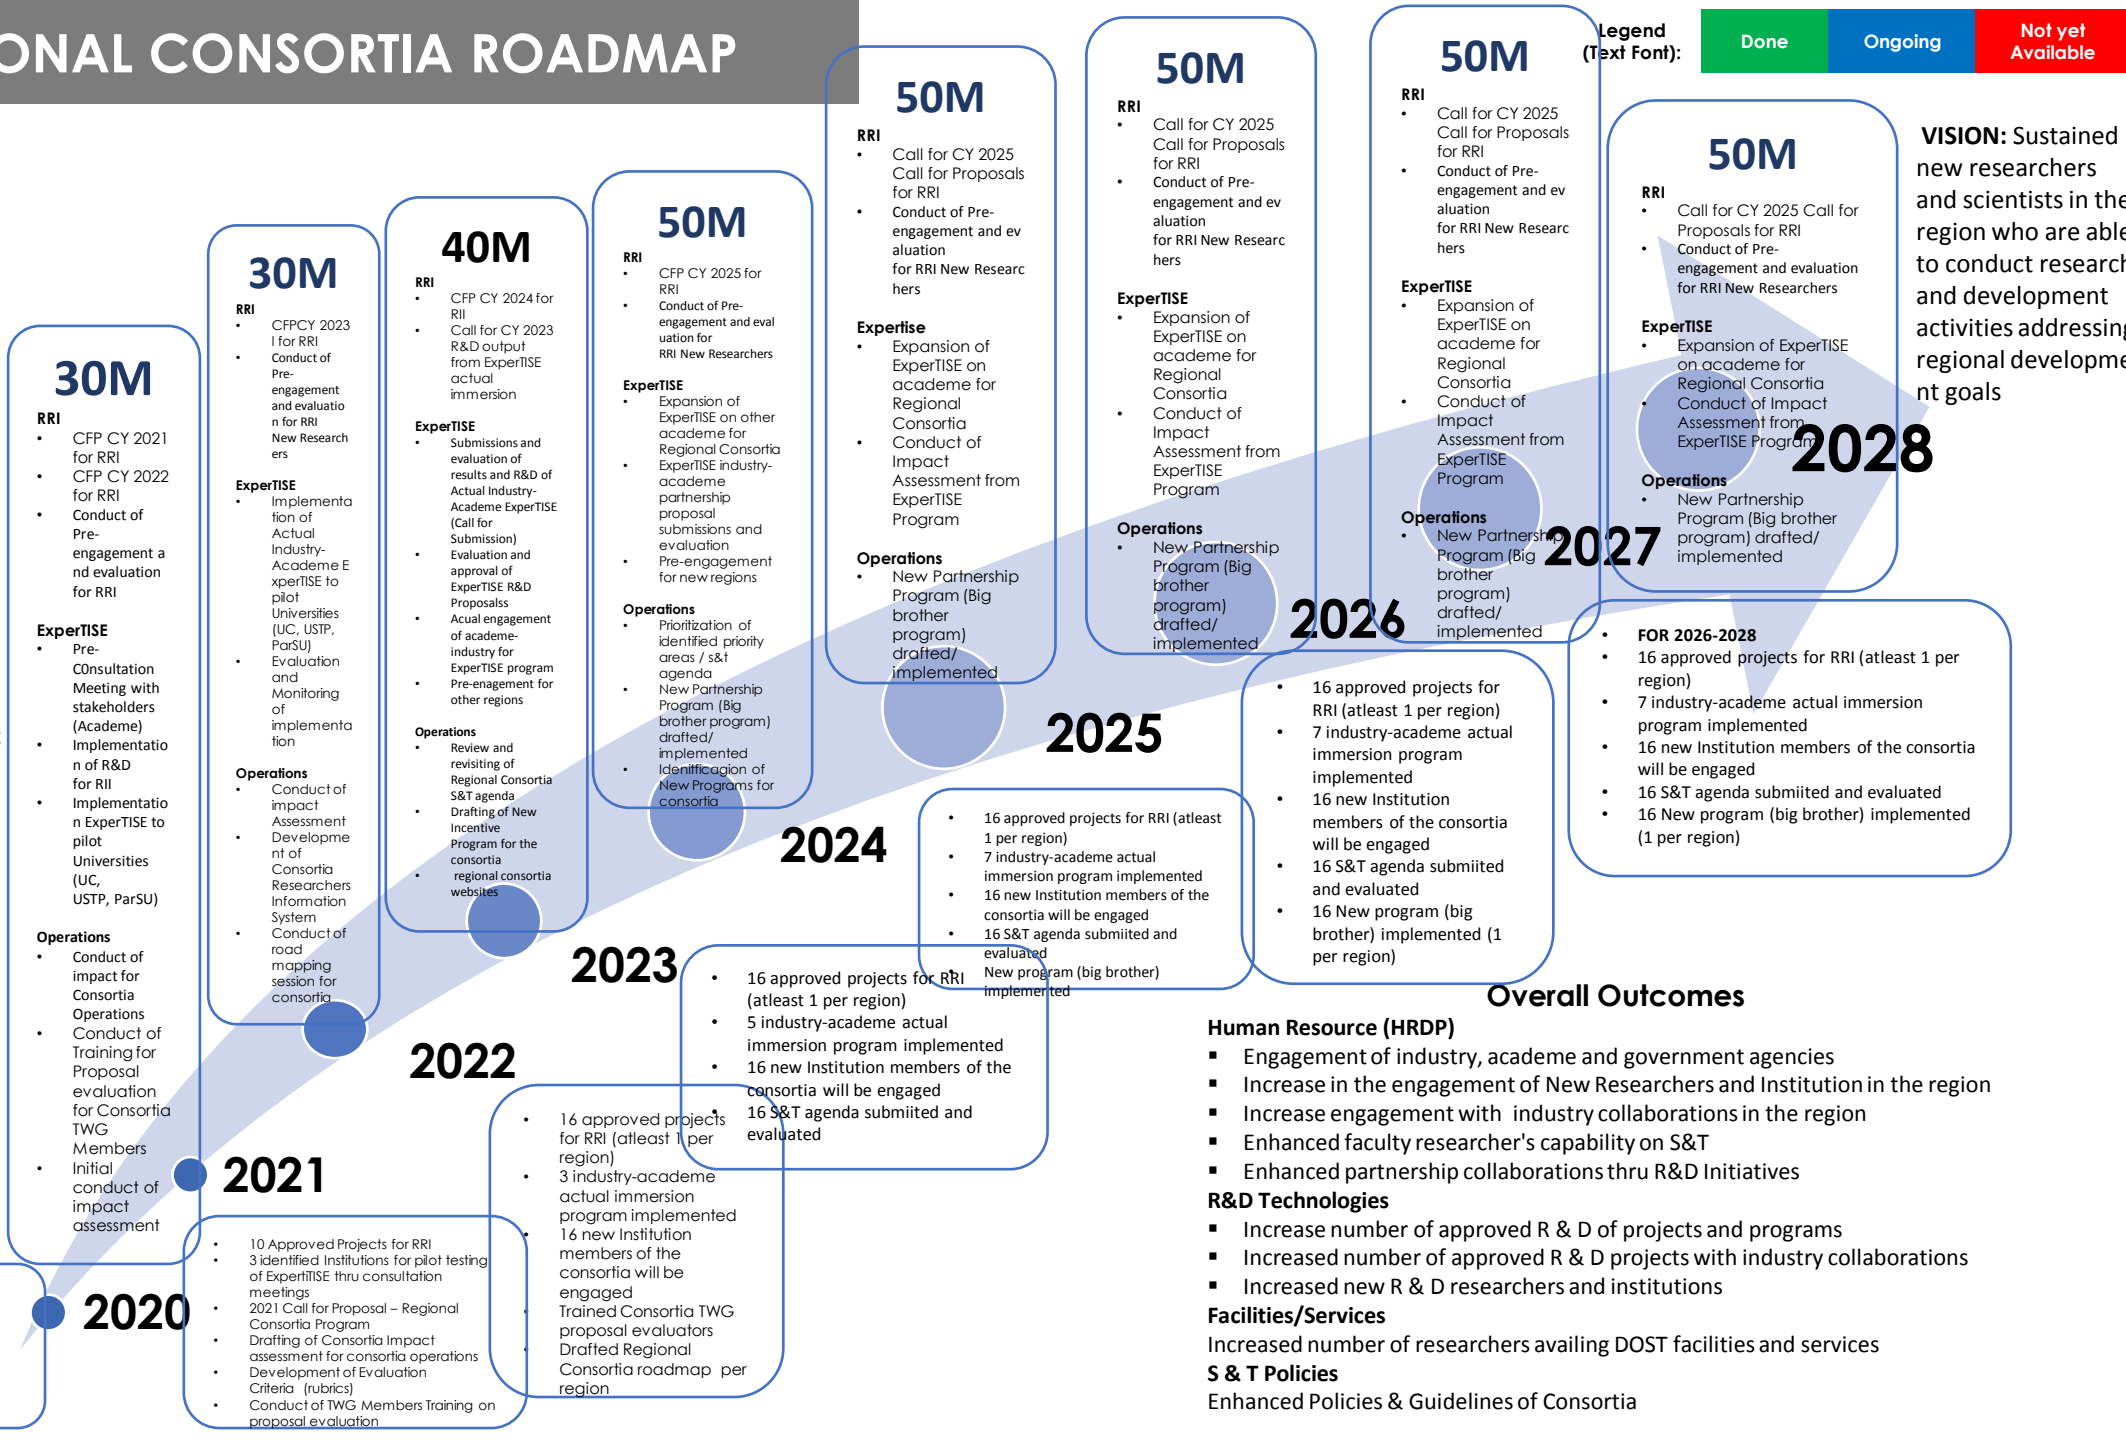 ONAL CONSORTIA ROADMAP
Legend
(Text Font):
Done
Ongoing
Not yet
Available
30M
RRI
• CFP CY 2021
for RRI
• CFP CY 2022
for RRI
• Conduct of
Pre-
engagement a
nd evaluation
for RRI
ExperTISE
• Pre-
C0nsultation
Meeting with
stakeholders
(Academe)
• Implementatio
n of R&D
for RII
• Implementatio
n ExperTISE to
pilot
Universities
(UC,
USTP, ParSU)
Operations
• Conduct of
impact for
Consortia
Operations
• Conduct of
Training for
Proposal
evaluation
for Consortia
TWG
Members
• Initial
conduct of
impact
assessment
30M
RRI
• CFPCY 2023
l for RRI
• Conduct of
Pre-
engagement
and evaluatio
n for RRI
New Research
ers
ExperTISE
• Implementa
tion of
Actual
Industry-
Academe E
xperTISE to
pilot
Universities
(UC, USTP,
ParSU)
• Evaluation
and
Monitoring
of
implementa
tion
Operations
• Conduct of
impact
Assessment
• Developme
nt of
Consortia
Researchers
Information
System
• Conduct of
road
mapping
session for
consortia
40M
RRI
• CFP CY 2024 for
RII
• Call for CY 2023
R&D output
from ExperTISE
actual
immersion
ExperTISE
• Submissions and
evaluation of
results and R&D of
Actual Industry-
Academe ExperTISE
(Call for
Submission)
• Evaluation and
approval of
ExperTISE R&D
Proposalss
• Acual engagement
of academe-
industry for
ExperTISE program
• Pre-enagement for
other regions
Operations
• Review and
revisiting of
Regional Consortia
S&T agenda
• Drafting of New
Incentive
Program for the
consortia
• regional consortia
websites
50M
RRI
• CFP CY 2025 for
RRI
• Conduct of Pre-
engagement and eval
uation for
RRI New Researchers
ExperTISE
• Expansion of
ExperTISE on other
academe for
Regional Consortia
• ExperTISE industry-
academe
partnership
proposal
submissions and
evaluation
• Pre-engagement
for new regions
Operations
• Prioritization of
identified priority
areas / s&t
agenda
• New Partnership
Program (Big
brother program)
drafted/
implemented
• Idenitficagion of
New Programs for
consortia
50M
RRI
• Call for CY 2025
Call for Proposals
for RRI
• Conduct of Pre-
engagement and ev
aluation
for RRI New Researc
hers
Expertise
• Expansion of
ExperTISE on
academe for
Regional
Consortia
• Conduct of
Impact
Assessment from
ExperTISE
Program
Operations
• New Partnership
Program (Big
brother
program)
drafted/
implemented
50M
RRI
• Call for CY 2025
Call for Proposals
for RRI
• Conduct of Pre-
engagement and ev
aluation
for RRI New Researc
hers
ExperTISE
• Expansion of
ExperTISE on
academe for
Regional
Consortia
• Conduct of
Impact
Assessment from
ExperTISE
Program
Operations
• New Partnership
Program (Big
brother
program)
drafted/
implemented
50M
RRI
• Call for CY 2025
Call for Proposals
for RRI
• Conduct of Pre-
engagement and ev
aluation
for RRI New Researc
hers
ExperTISE
• Expansion of
ExperTISE on
academe for
Regional
Consortia
• Conduct of
Impact
Assessment from
ExperTISE
Program
Operations
• New Partnership
Program (Big
brother
program)
drafted/
implemented
50M
RRI
• Call for CY 2025 Call for
Proposals for RRI
• Conduct of Pre-
engagement and evaluation
for RRI New Researchers
ExperTISE
• Expansion of ExperTISE
on academe for
Regional Consortia
• Conduct of Impact
Assessment from
ExperTISE Program
Operations
• New Partnership
Program (Big brother
program) drafted/
implemented
VISION: Sustained
new researchers
and scientists in the
region who are able
to conduct research
and development
activities addressing
regional developme
nt goals
2020
2021
2022
2023
2024
2025
2026
2027
2028
• 10 Approved Projects for RRI
• 3 identified Institutions for pilot testing
of ExpertiTISE thru consultation
meetings
• 2021 Call for Proposal – Regional
Consortia Program
• Drafting of Consortia Impact
assessment for consortia operations
• Development of Evaluation
Criteria (rubrics)
• Conduct of TWG Members Training on
proposal evaluation
• 16 approved projects
for RRI (atleast 1 per
region)
• 3 industry-academe
actual immersion
program implemented
• 16 new Institution
members of the
consortia will be
engaged
• Trained Consortia TWG
proposal evaluators
• Drafted Regional
Consortia roadmap per
region
• 16 approved projects for RRI
(atleast 1 per region)
• 5 industry-academe actual
immersion program implemented
• 16 new Institution members of the
consortia will be engaged
• 16 S&T agenda submiited and
evaluated
• 16 approved projects for RRI (atleast
1 per region)
• 7 industry-academe actual
immersion program implemented
• 16 new Institution members of the
consortia will be engaged
• 16 S&T agenda submiited and
evaluated
• New program (big brother)
implemented
• 16 approved projects for
RRI (atleast 1 per region)
• 7 industry-academe actual
immersion program
implemented
• 16 new Institution
members of the consortia
will be engaged
• 16 S&T agenda submiited
and evaluated
• 16 New program (big
brother) implemented (1
per region)
• FOR 2026-2028
• 16 approved projects for RRI (atleast 1 per
region)
• 7 industry-academe actual immersion
program implemented
• 16 new Institution members of the consortia
will be engaged
• 16 S&T agenda submiited and evaluated
• 16 New program (big brother) implemented
(1 per region)
Overall Outcomes
Human Resource (HRDP)
▪ Engagement of industry, academe and government agencies
▪ Increase in the engagement of New Researchers and Institution in the region
▪ Increase engagement with industry collaborations in the region
▪ Enhanced faculty researcher's capability on S&T
▪ Enhanced partnership collaborations thru R&D Initiatives
R&D Technologies
▪ Increase number of approved R & D of projects and programs
▪ Increased number of approved R & D projects with industry collaborations
▪ Increased new R & D researchers and institutions
Facilities/Services
Increased number of researchers availing DOST facilities and services
S & T Policies
Enhanced Policies & Guidelines of Consortia